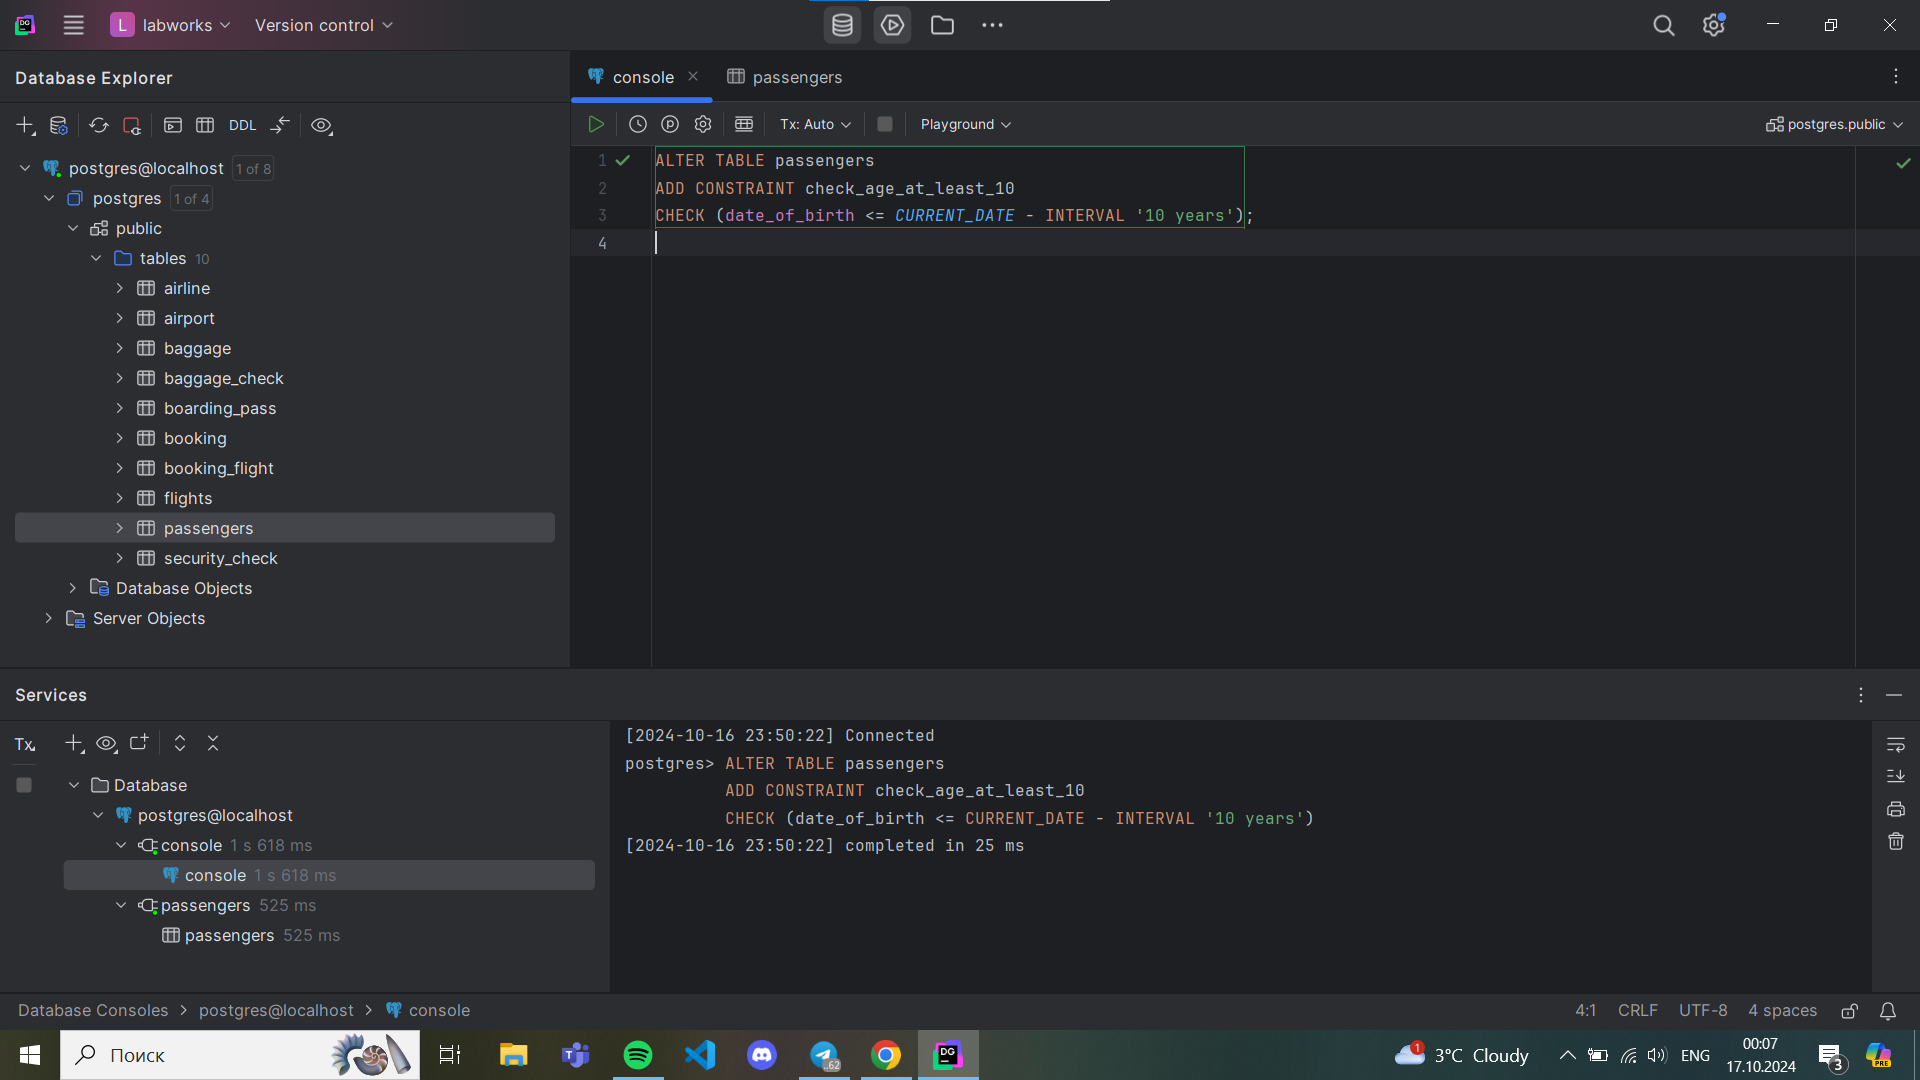 L labworks Version control
Database Explorer
DDL
postgres@localhost 1 of 8
postgres 1 of 4
public
tables 10
airline
airport
baggage
baggage_check
boarding_pass
booking
booking_flight
flights
passengers
security_check
Database Objects
Server Objects
console passengers
Tx: Auto Playground postgres.public
1 ALTER TABLE passengers
2 ADD CONSTRAINT check_age_at_least_10
3 CHECK (date_of_birth <= CURRENT_DATE - INTERVAL '10 years');
4
Services
Tx
Database
postgres@localhost
console 1 s 618 ms
console 1 s 618 ms
passengers 525 ms
passengers 525 ms
[2024-10-16 23:50:22] Connected
postgres> ALTER TABLE passengers
ADD CONSTRAINT check_age_at_least_10
CHECK (date_of_birth <= CURRENT_DATE - INTERVAL '10 years')
[2024-10-16 23:50:22] completed in 25 ms
Database Consoles > postgres@localhost > console
4:1 CRLF UTF-8 4 spaces
Поиск
DG
..62
DG
1
3°C Cloudy
ENG
00:07
17.10.2024
3
PRE